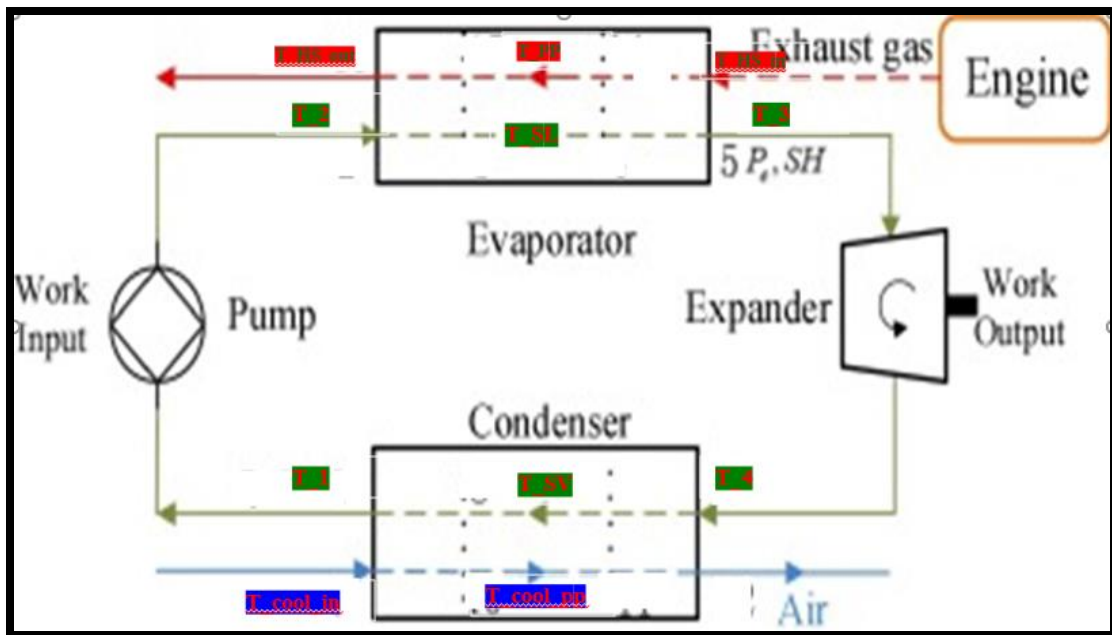 T_HS_out
T_PP
T_HS_in
Exhaust gas
Engine
T_2
T_SL
T_3
5 Pe, SH
Evaporator
Work
Input
Pump
Expander
Work
Output
Condenser
T_1
T_SV
T_4
T_cool_in
T_cool_pp
Air